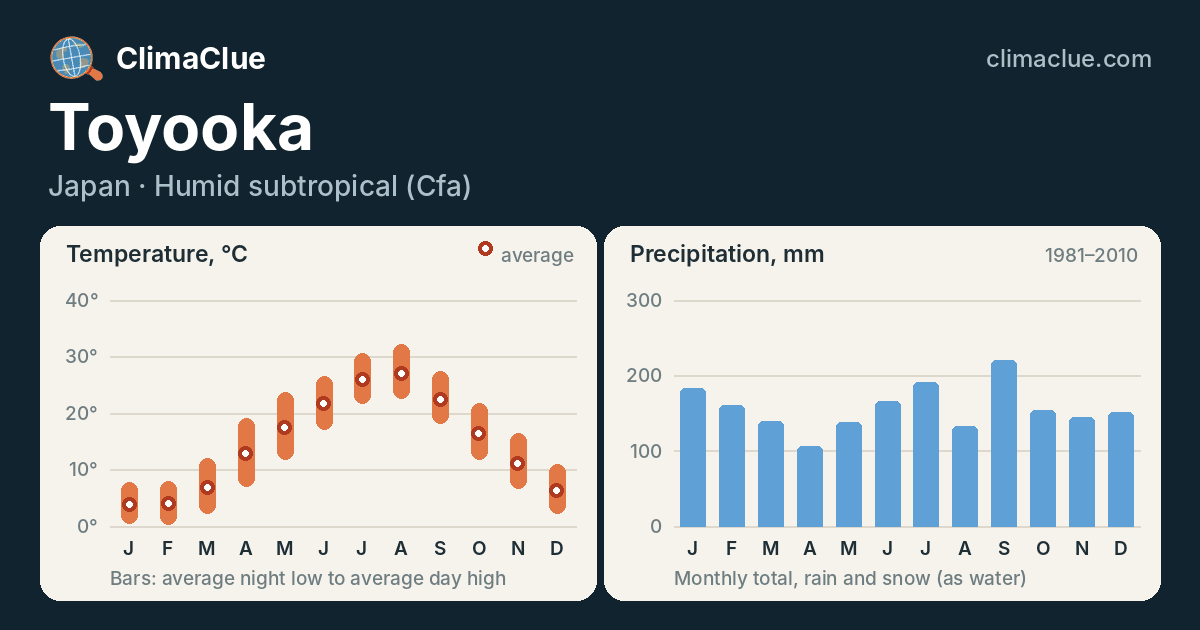 ClimaClue
climaclue.com
Toyooka
Japan · Humid subtropical (Cfa)
Temperature, °C
average
40°
30°
20°
10°
0°
J F M A M J J A S O N D
Bars: average night low to average day high
Precipitation, mm
1981–2010
300
200
100
0
J F M A M J J A S O N D
Monthly total, rain and snow (as water)